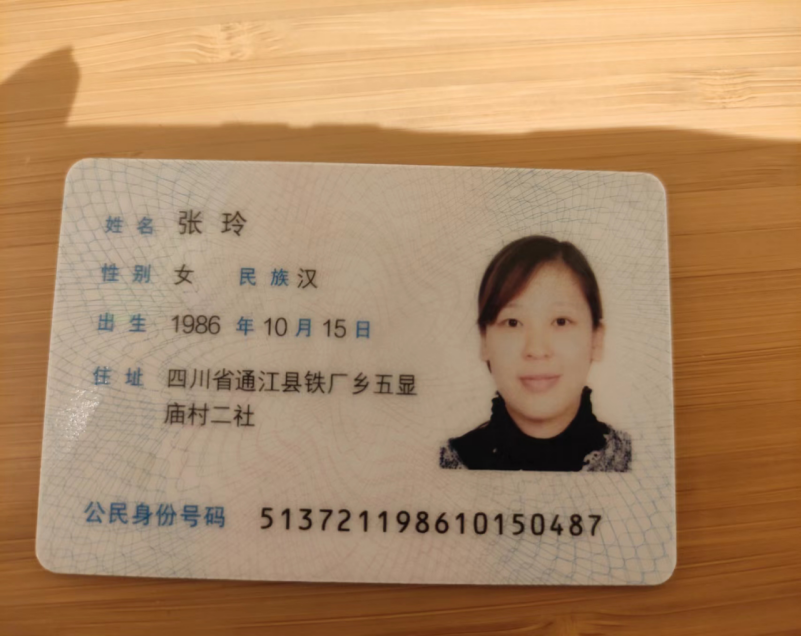 姓名 张玲
性别 女 民族 汉
出生 1986 年 10 月 15 日
住址 四川省通江县铁厂乡五显
庙村二社
公民身份号码 513721198610150487